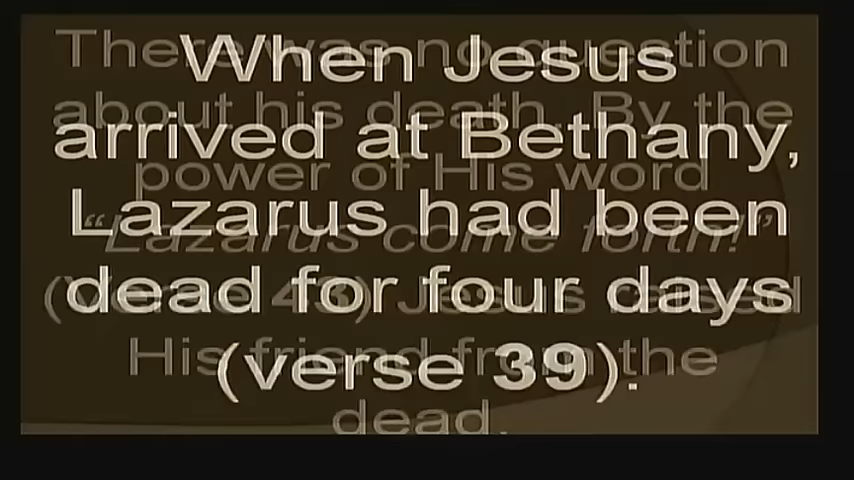 When Jesus
arrived at Bethany,
Lazarus had been
dead for four days
(verse 39).
There was no question
about his death. By the
power of His word
“Lazarus come forth!”
(verse 43) Jesus raised
His friend from the
dead.